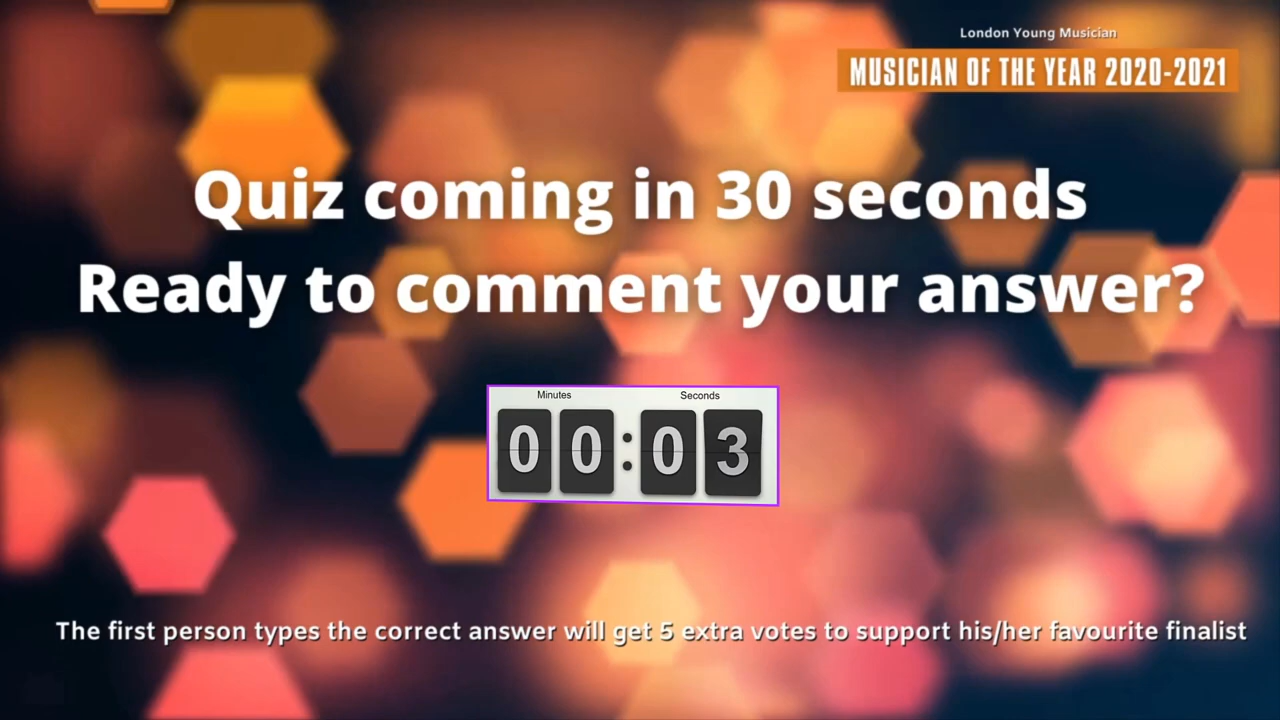 London Young Musician
MUSICIAN OF THE YEAR 2020-2021
Quiz coming in 30 seconds
Ready to comment your answer?
Minutes Seconds
00:03
The first person types the correct answer will get 5 extra votes to support his/her favourite finalist